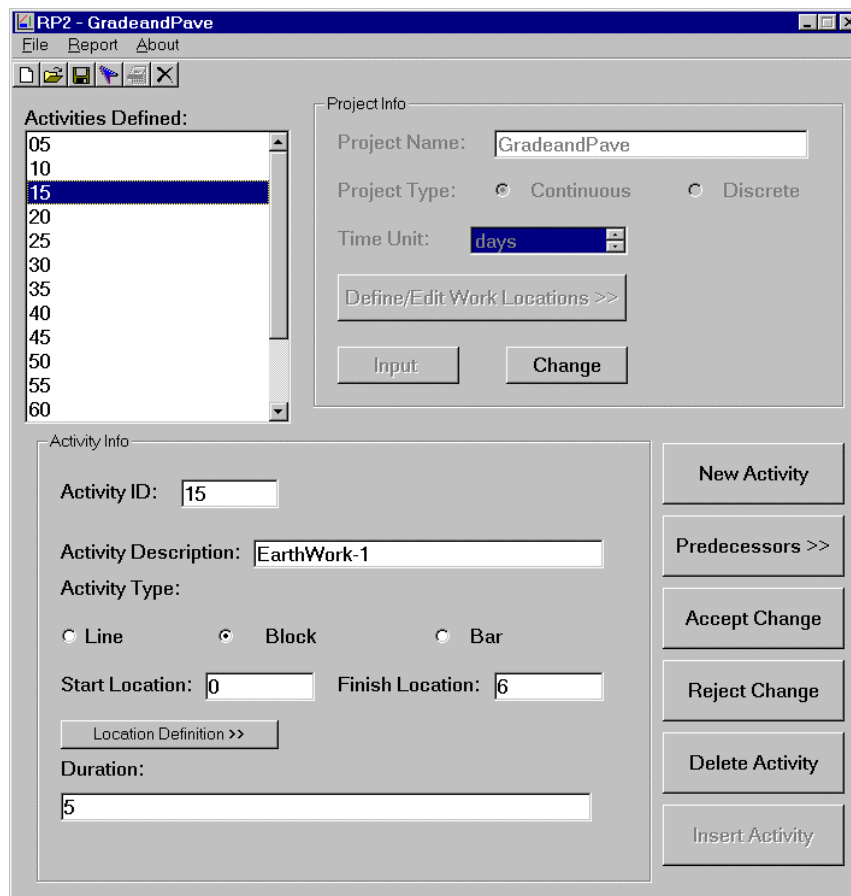 RP2 - GradeandPave
File Report About
Activities Defined:
05
10
15
20
25
30
35
40
45
50
55
60
Project Info
Project Name: GradeandPave
Project Type: Continuous Discrete
Time Unit: days
Define/Edit Work Locations >>
Input Change
Activity Info
Activity ID: 15
Activity Description: EarthWork-1
Activity Type:
Line Block Bar
Start Location: 0 Finish Location: 6
Location Definition >>
Duration:
5
New Activity
Predecessors >>
Accept Change
Reject Change
Delete Activity
Insert Activity